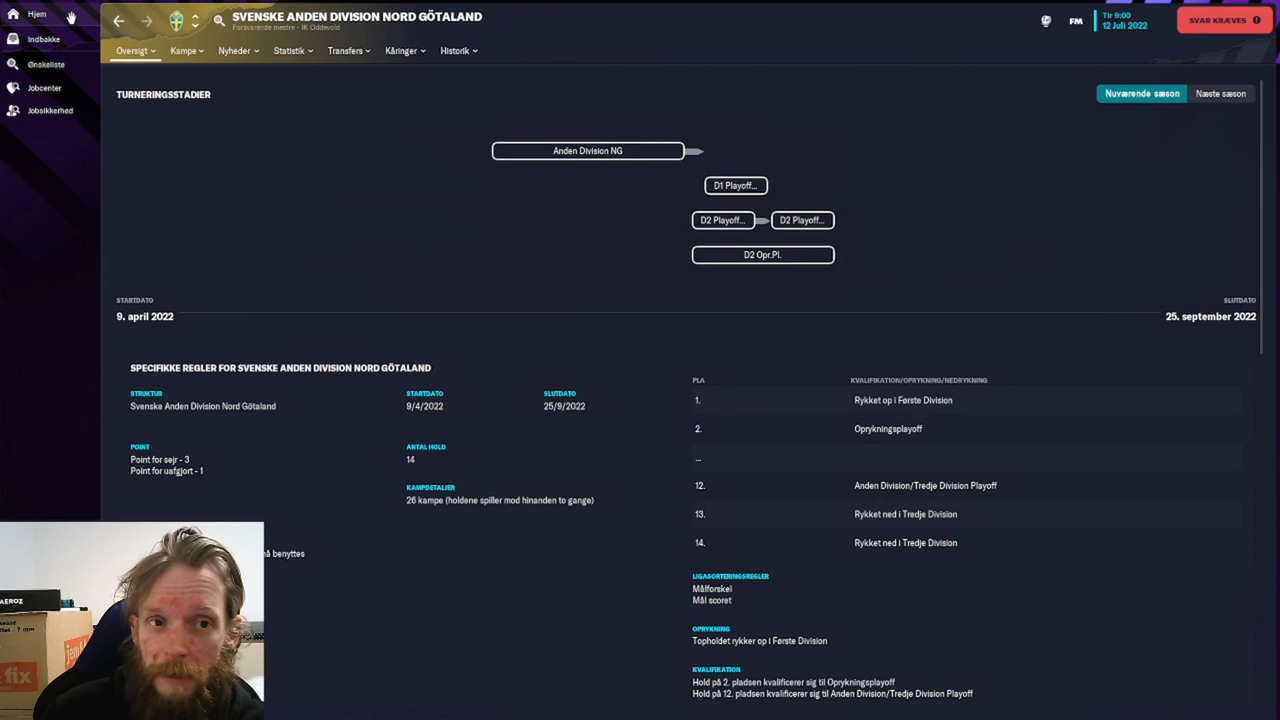 Hjem
Indbakke
Ønskeliste
Jobcenter
Jobsikkerhed
SVENSKE ANDEN DIVISION NORD GÖTALAND
Forsvarende mestre - IK Oddevold
FM
Tir 9:00
12 Juli 2022
SVAR KRÆVES
Oversigt
Kampe
Nyheder
Statistik
Transfers
Kåringer
Historik
TURNERINGSSTADIER
Nuværende sæson
Næste sæson
Anden Division NG
D1 Playoff...
D2 Playoff...
D2 Playoff...
D2 Opr.Pl.
STARTDATO
9. april 2022
SLUTDATO
25. september 2022
SPECIFIKKE REGLER FOR SVENSKE ANDEN DIVISION NORD GÖTALAND
STRUKTUR
Svenske Anden Division Nord Götaland
STARTDATO
9/4/2022
SLUTDATO
25/9/2022
POINT
Point for sejr - 3
Point for uafgjort - 1
ANTAL HOLD
14
KAMPDETALJER
26 kampe (holdene spiller mod hinanden to gange)
benyttes
PLA
KVALIFIKATION/OPRYKNING/NEDRYKNING
1.
Rykket op i Første Division
2.
Oprykningsplayoff
...
12.
Anden Division/Tredje Division Playoff
13.
Rykket ned i Tredje Division
14.
Rykket ned i Tredje Division
LIGASORTERINGSREGLER
Målforskel
Mål scoret
OPRYKNING
Topholdet rykker op i Første Division
KVALIFIKATION
Hold på 2. pladsen kvalificerer sig til Oprykningsplayoff
Hold på 12. pladsen kvalificerer sig til Anden Division/Tredje Division Playoff
AEROZ
fix